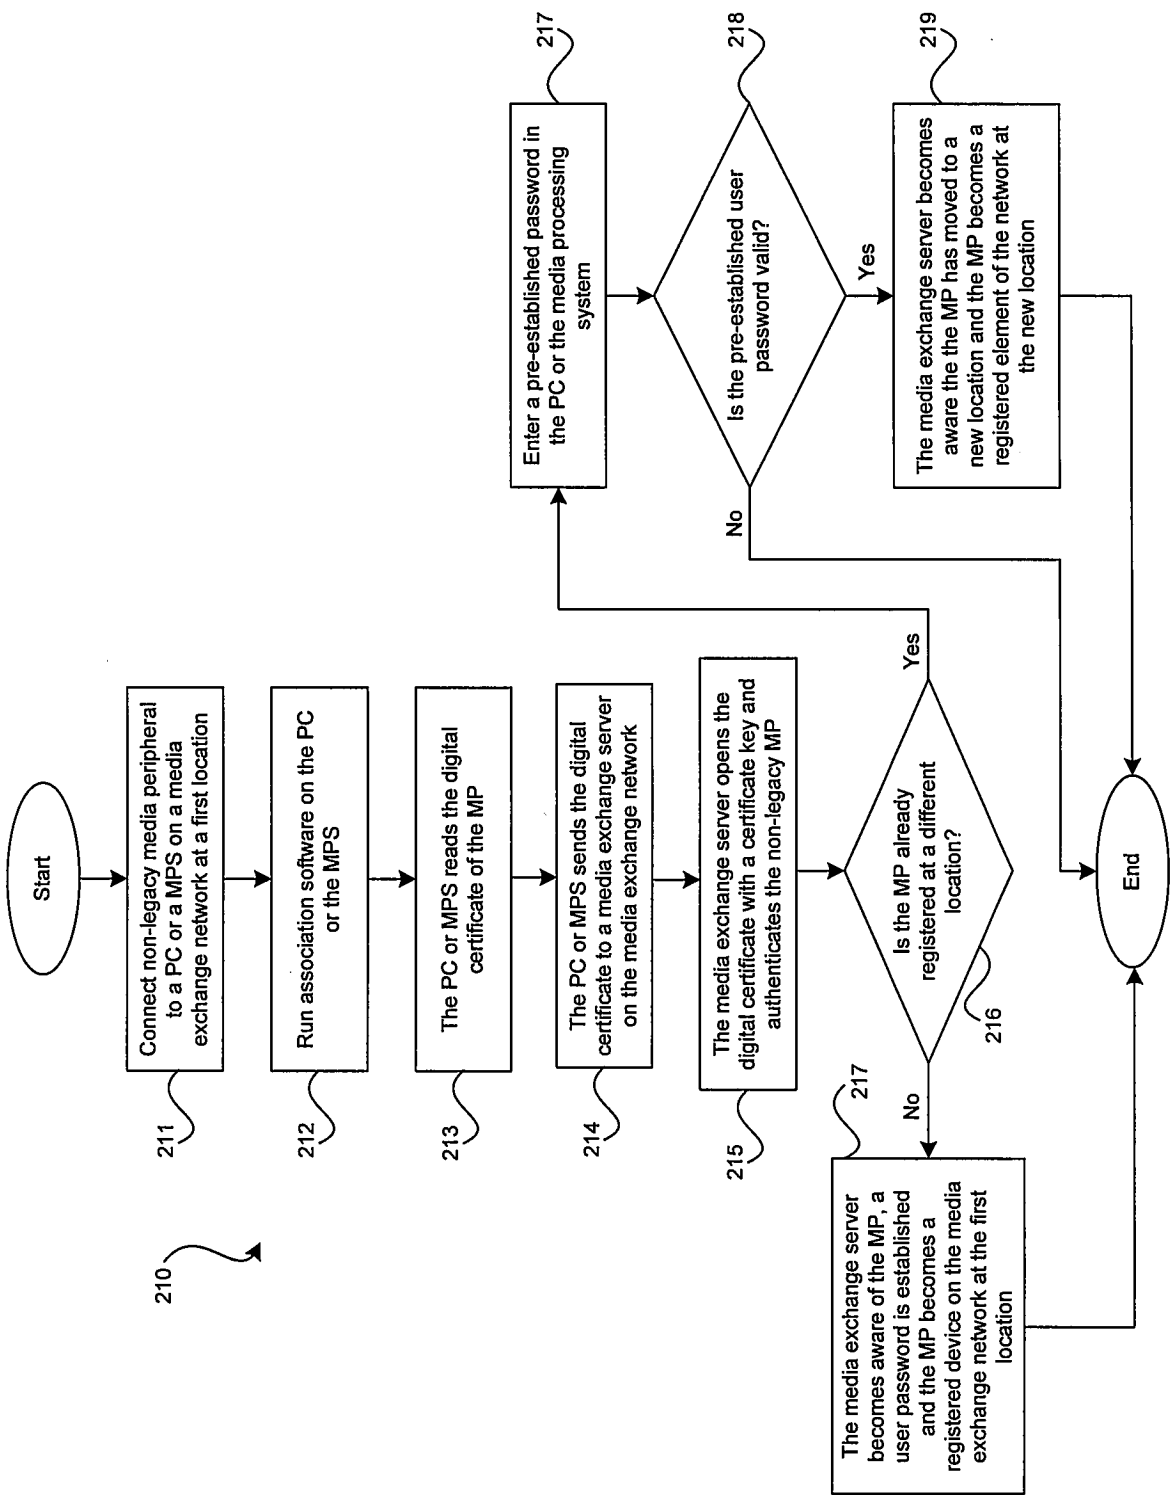 210
Start
Connect non-legacy media peripheral
to a PC or a MPS on a media
exchange network at a first location
211
Run association software on the PC
or the MPS
212
The PC or MPS reads the digital
certificate of the MP
213
The PC or MPS sends the digital
certificate to a media exchange server
on the media exchange network
214
The media exchange server opens the
digital certificate with a certificate key and
authenticates the non-legacy MP
215
Is the MP already
registered at a different
location?
216
No
Yes
The media exchange server
becomes aware of the MP, a
user password is established
and the MP becomes a
registered device on the media
exchange network at the first
location
217
Enter a pre-established password in
the PC or the media processing
system
217
Is the pre-established user
password valid?
218
No
Yes
The media exchange server becomes
aware the the MP has moved to a
new location and the MP becomes a
registered element of the network at
the new location
219
End